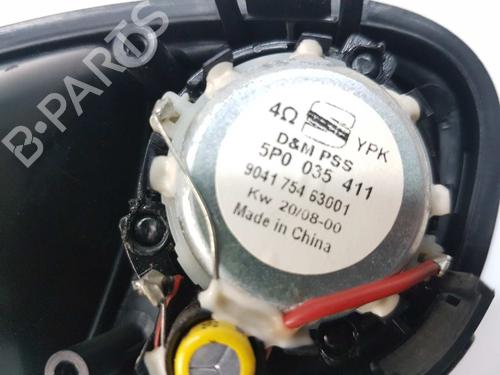 B-PARTS
4Ω YPK
D&M PSS
5P0 035 411
9041 754 63001
Kw 20/08-00
Made in China